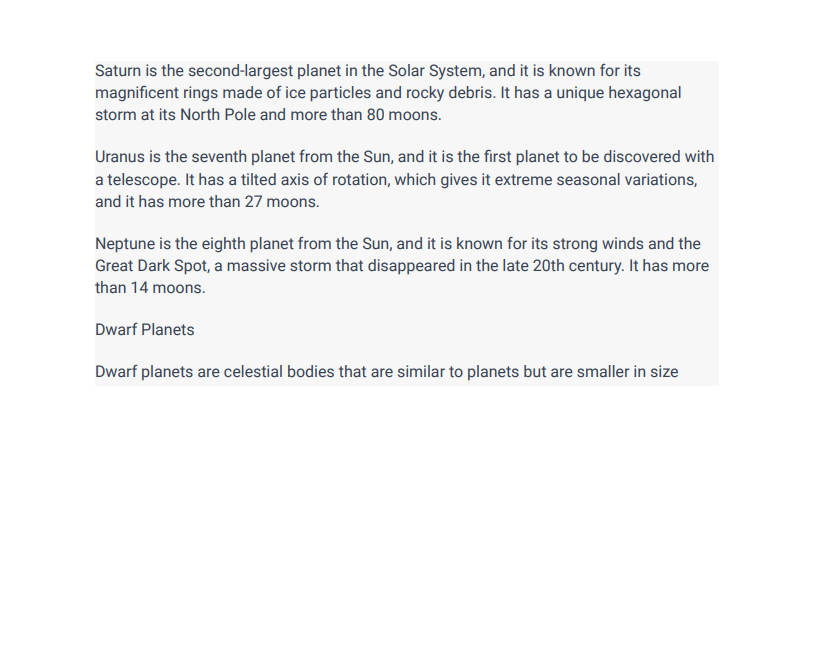 Saturn is the second-largest planet in the Solar System, and it is known for its
magnificent rings made of ice particles and rocky debris. It has a unique hexagonal
storm at its North Pole and more than 80 moons.
Uranus is the seventh planet from the Sun, and it is the first planet to be discovered with
a telescope. It has a tilted axis of rotation, which gives it extreme seasonal variations,
and it has more than 27 moons.
Neptune is the eighth planet from the Sun, and it is known for its strong winds and the
Great Dark Spot, a massive storm that disappeared in the late 20th century. It has more
than 14 moons.
Dwarf Planets
Dwarf planets are celestial bodies that are similar to planets but are smaller in size